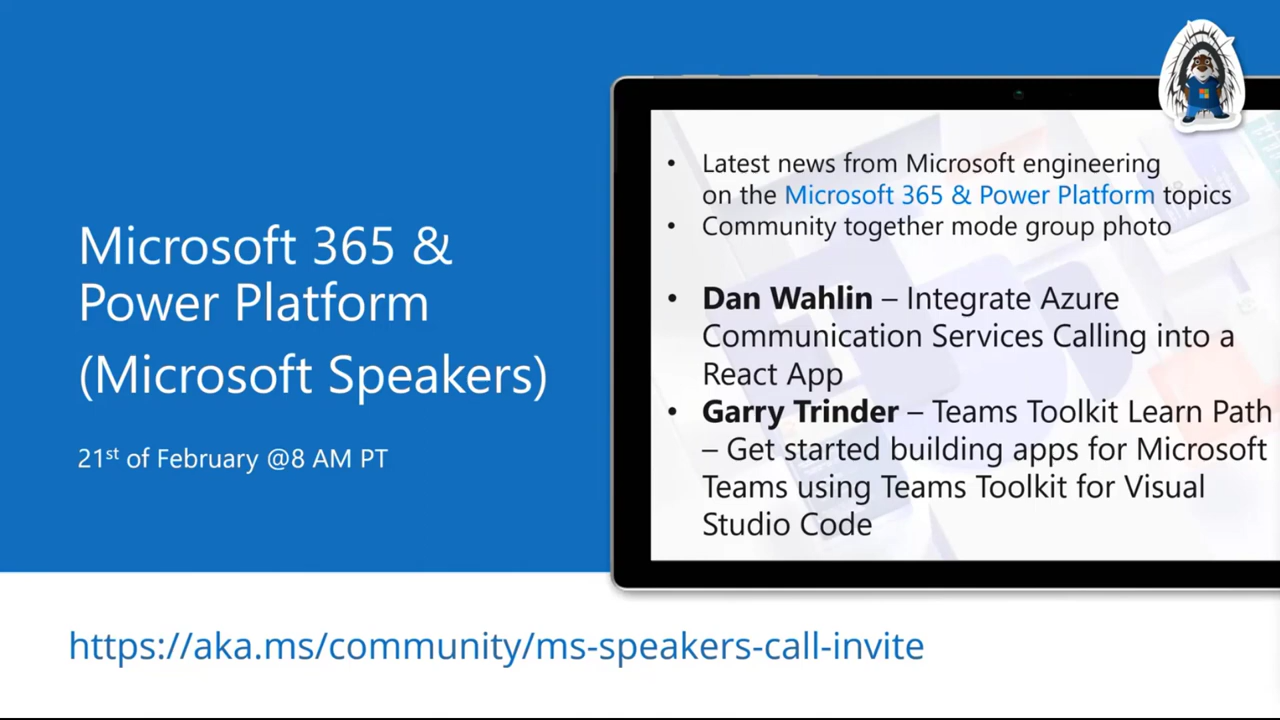 Microsoft 365 &
Power Platform
(Microsoft Speakers)
21st of February @8 AM PT
• Latest news from Microsoft engineering
on the Microsoft 365 & Power Platform topics
• Community together mode group photo
• Dan Wahlin – Integrate Azure
Communication Services Calling into a
React App
• Garry Trinder – Teams Toolkit Learn Path
– Get started building apps for Microsoft
Teams using Teams Toolkit for Visual
Studio Code
https://aka.ms/community/ms-speakers-call-invite